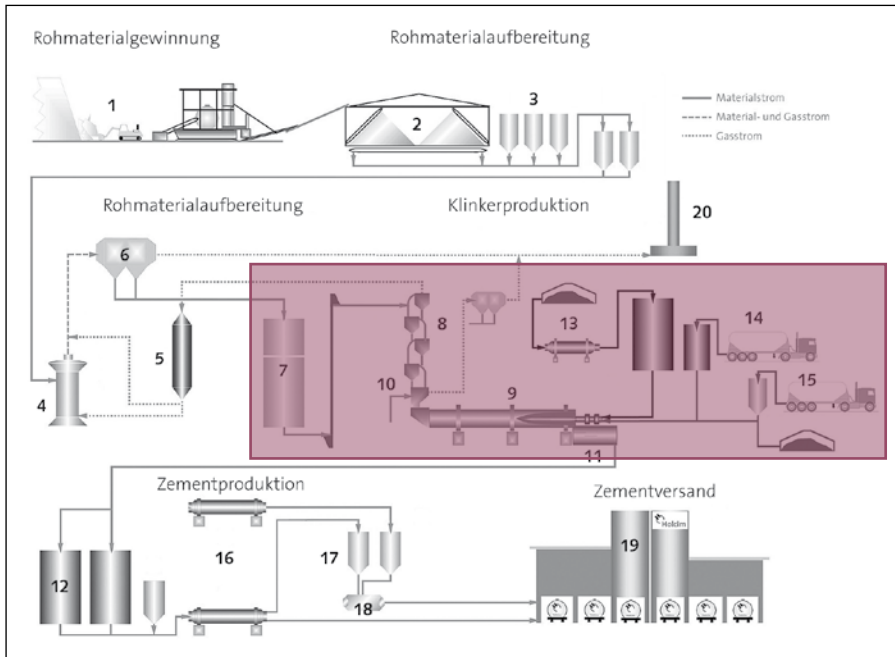 Rohmaterialgewinnung
Rohmaterialaufbereitung
1
2
3
Materialstrom
Material- und Gasstrom
Gasstrom
Rohmaterialaufbereitung
Klinkerproduktion
20
6
8
13
14
5
7
10
9
15
4
11
Zementproduktion
Zementversand
12
16
17
18
19
Holcim